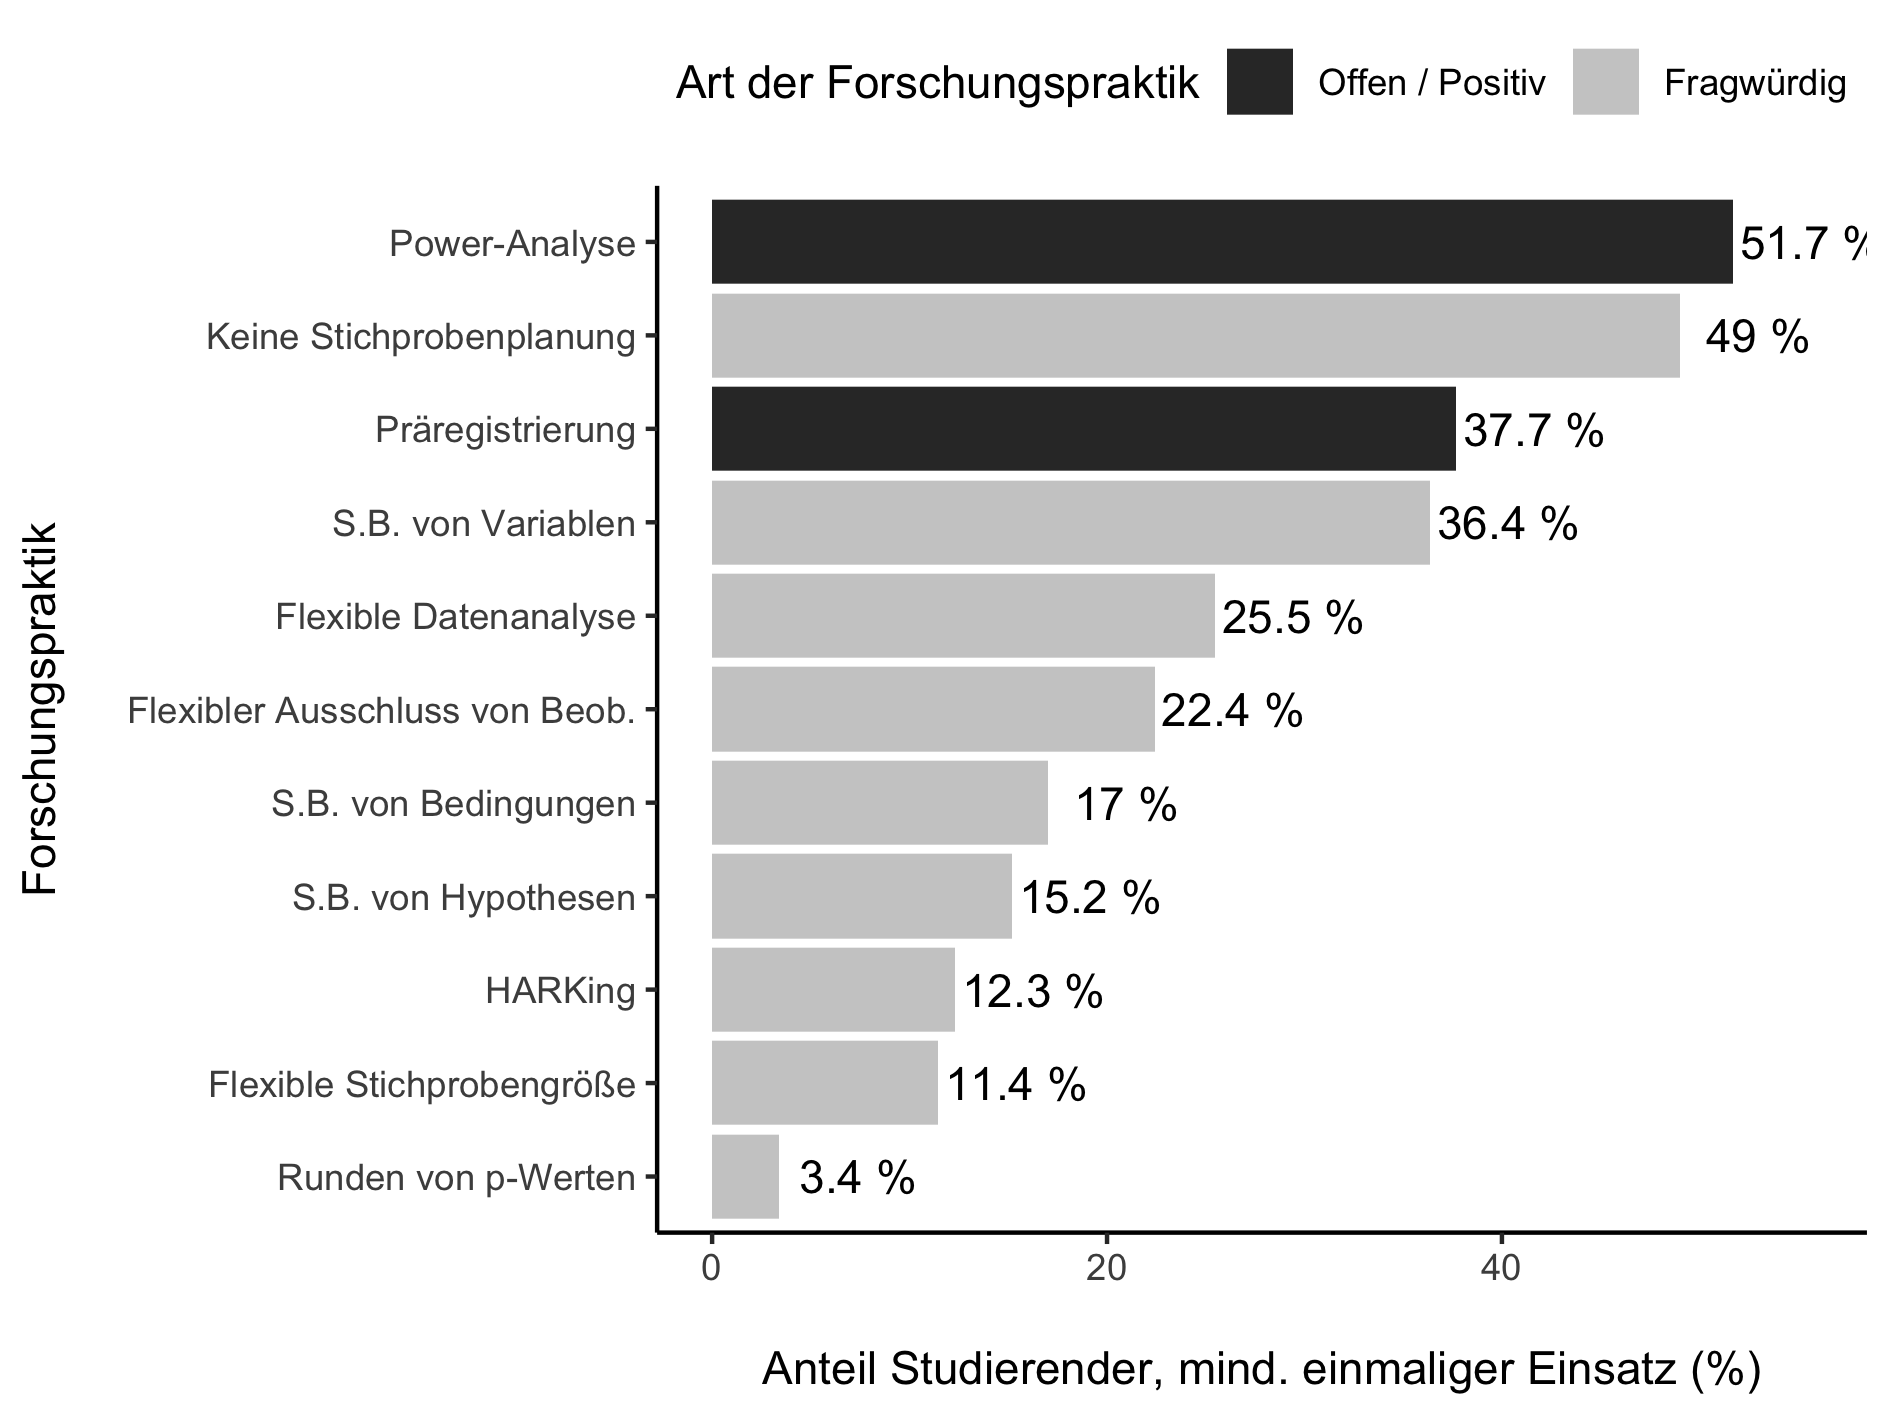 Art der Forschungspraktik Offen / Positiv Fragwürdig
Power-Analyse 51.7 %
Keine Stichprobenplanung 49 %
Präregistrierung 37.7 %
S.B. von Variablen 36.4 %
Flexible Datenanalyse 25.5 %
Flexibler Ausschluss von Beob. 22.4 %
S.B. von Bedingungen 17 %
S.B. von Hypothesen 15.2 %
HARKing 12.3 %
Flexible Stichprobengröße 11.4 %
Runden von p-Werten 3.4 %
Forschungspraktik
0 20 40
Anteil Studierender, mind. einmaliger Einsatz (%)